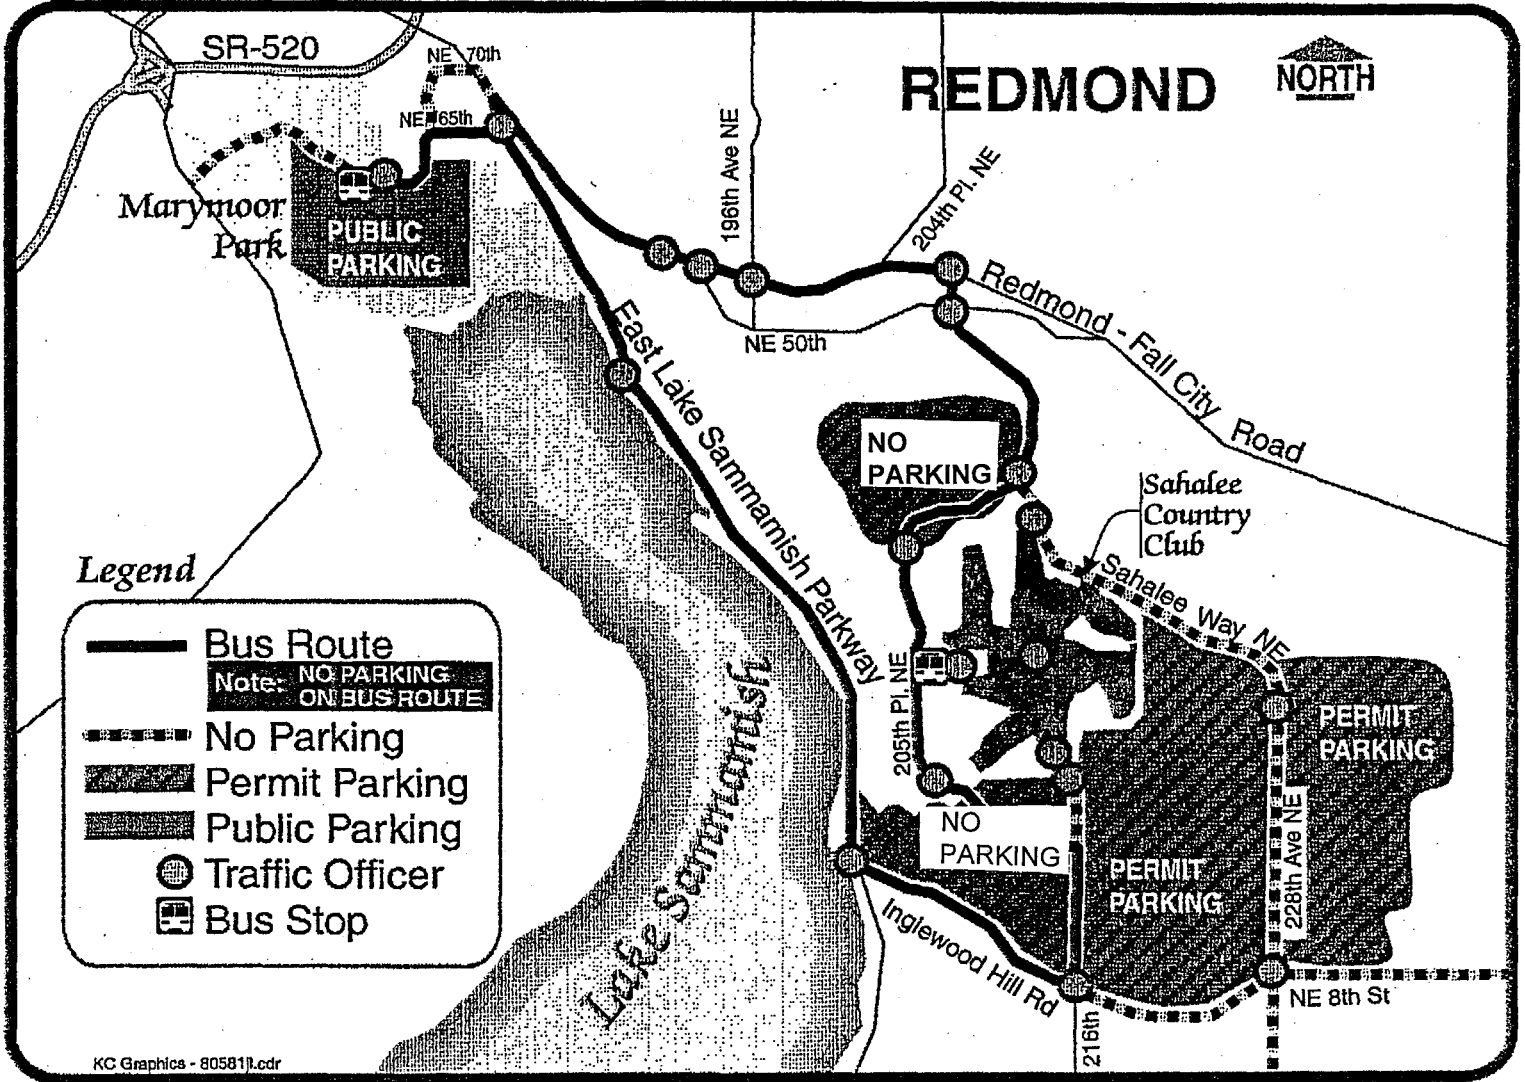 SR-520
NE 70th
NE 65th
REDMOND
NORTH
196th Ave NE
204th Pl. NE
Marymoor
Park
PUBLIC
PARKING
Redmond - Fall City Road
NE 50th
East Lake Sammamish Parkway
NO
PARKING
Sahalee
Country
Club
Sahalee Way NE
Legend
Bus Route
Note:- NO PARKING
ON BUS ROUTE
No Parking
Permit Parking
Public Parking
Traffic Officer
Bus Stop
Lake Sammamish
205th Pl. NE
PERMIT
PARKING
NO
PARKING
PERMIT
PARKING
228th Ave NE
Inglewood Hill Rd
NE 8th St
216th
KC Graphics - 80581jl.cdr